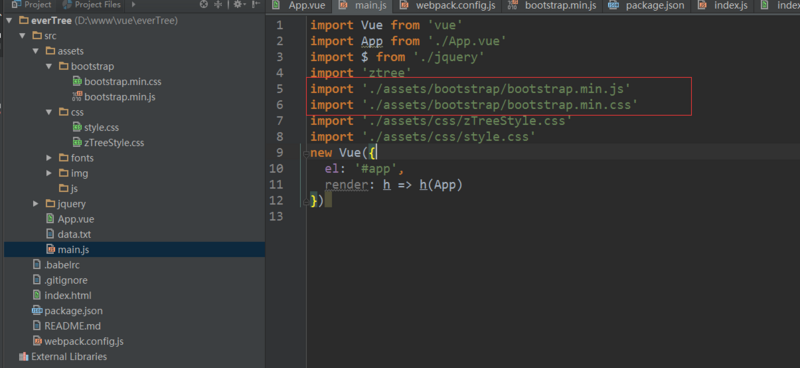 Project
Project Files
App.vue
main.js
webpack.config.js
bootstrap.min.js
package.json
index.js
everTree (D:\www\vue\everTree)
src
assets
bootstrap
bootstrap.min.css
bootstrap.min.js
css
style.css
zTreeStyle.css
fonts
img
js
jquery
App.vue
data.txt
main.js
.babelrc
.gitignore
index.html
package.json
README.md
webpack.config.js
External Libraries
1 import Vue from 'vue'
2 import App from './App.vue'
3 import $ from './jquery'
4 import 'ztree'
5 import './assets/bootstrap/bootstrap.min.js'
6 import './assets/bootstrap/bootstrap.min.css'
7 import './assets/css/zTreeStyle.css'
8 import './assets/css/style.css'
9 new Vue({
10 el: '#app',
11 render: h => h(App)
12 })
13